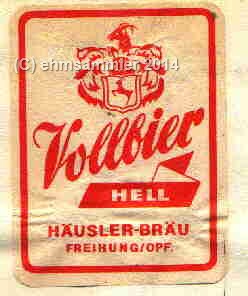 (C) ehmsammler 2014
Vollbier
HELL
HÄUSLER-BRÄU
FREIHUNG/OPF.